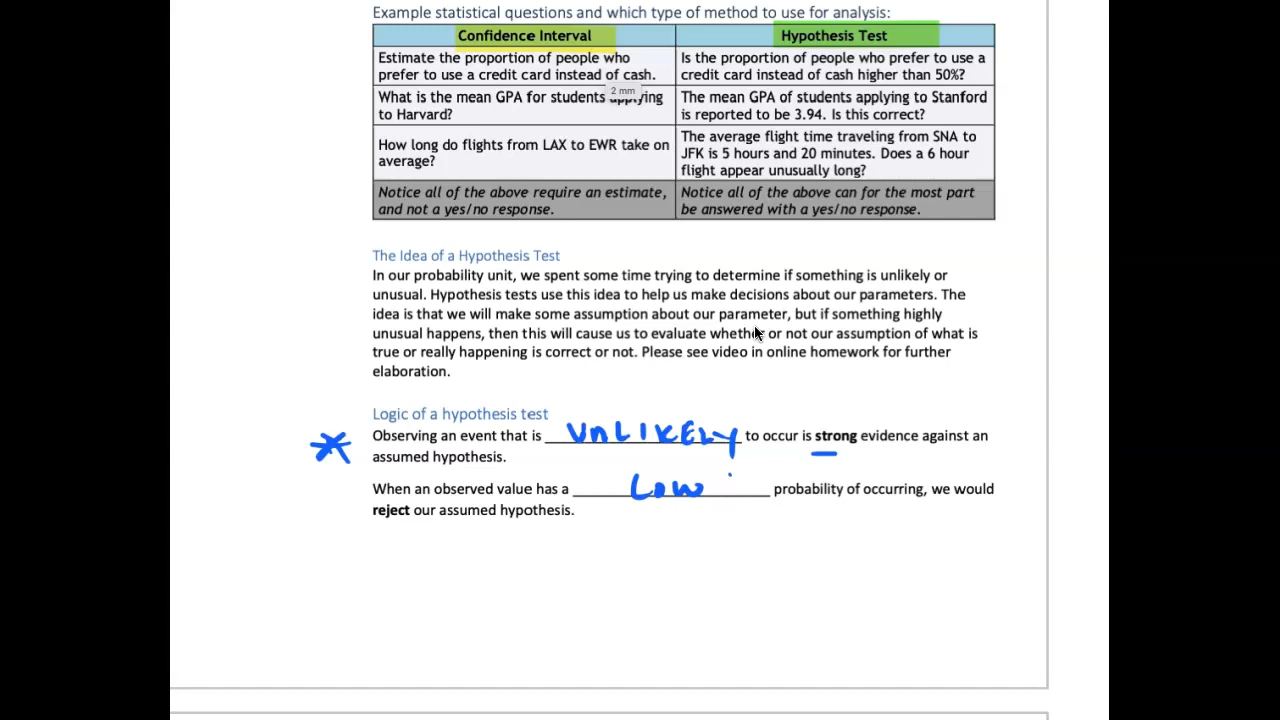 Example statistical questions and which type of method to use for analysis:
Confidence Interval
Hypothesis Test
Estimate the proportion of people who
prefer to use a credit card instead of cash.
Is the proportion of people who prefer to use a
credit card instead of cash higher than 50%?
2 mm
What is the mean GPA for students applying
to Harvard?
The mean GPA of students applying to Stanford
is reported to be 3.94. Is this correct?
How long do flights from LAX to EWR take on
average?
The average flight time traveling from SNA to
JFK is 5 hours and 20 minutes. Does a 6 hour
flight appear unusually long?
Notice all of the above require an estimate,
and not a yes/no response.
Notice all of the above can for the most part
be answered with a yes/no response.
The Idea of a Hypothesis Test
In our probability unit, we spent some time trying to determine if something is unlikely or
unusual. Hypothesis tests use this idea to help us make decisions about our parameters. The
idea is that we will make some assumption about our parameter, but if something highly
unusual happens, then this will cause us to evaluate whether or not our assumption of what is
true or really happening is correct or not. Please see video in online homework for further
elaboration.
Logic of a hypothesis test
Observing an event that is UNLIKELY to occur is strong evidence against an
assumed hypothesis.
When an observed value has a LOW probability of occurring, we would
reject our assumed hypothesis.